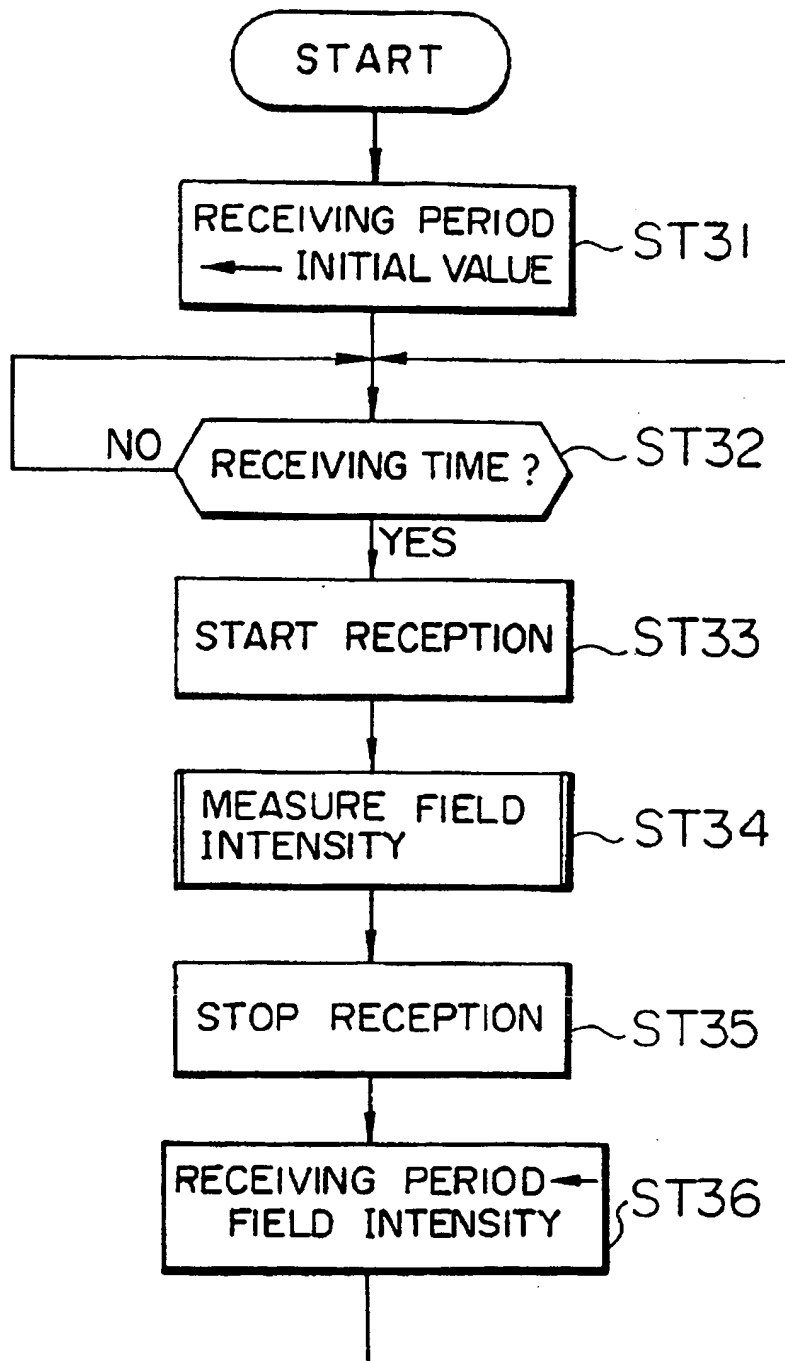 START
RECEIVING PERIOD
← INITIAL VALUE
ST31
NO
RECEIVING TIME?
ST32
YES
START RECEPTION
ST33
MEASURE FIELD
INTENSITY
ST34
STOP RECEPTION
ST35
RECEIVING PERIOD ←
FIELD INTENSITY
ST36